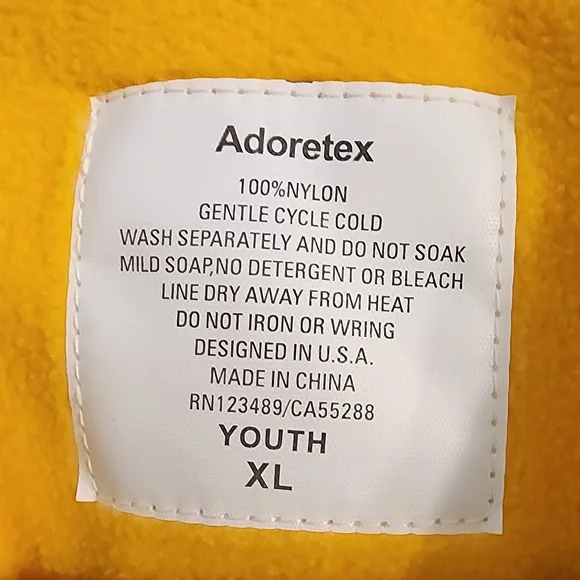 Adoretex
100%NYLON
GENTLE CYCLE COLD
WASH SEPARATELY AND DO NOT SOAK
MILD SOAP,NO DETERGENT OR BLEACH
LINE DRY AWAY FROM HEAT
DO NOT IRON OR WRING
DESIGNED IN U.S.A.
MADE IN CHINA
RN123489/CA55288
YOUTH
XL